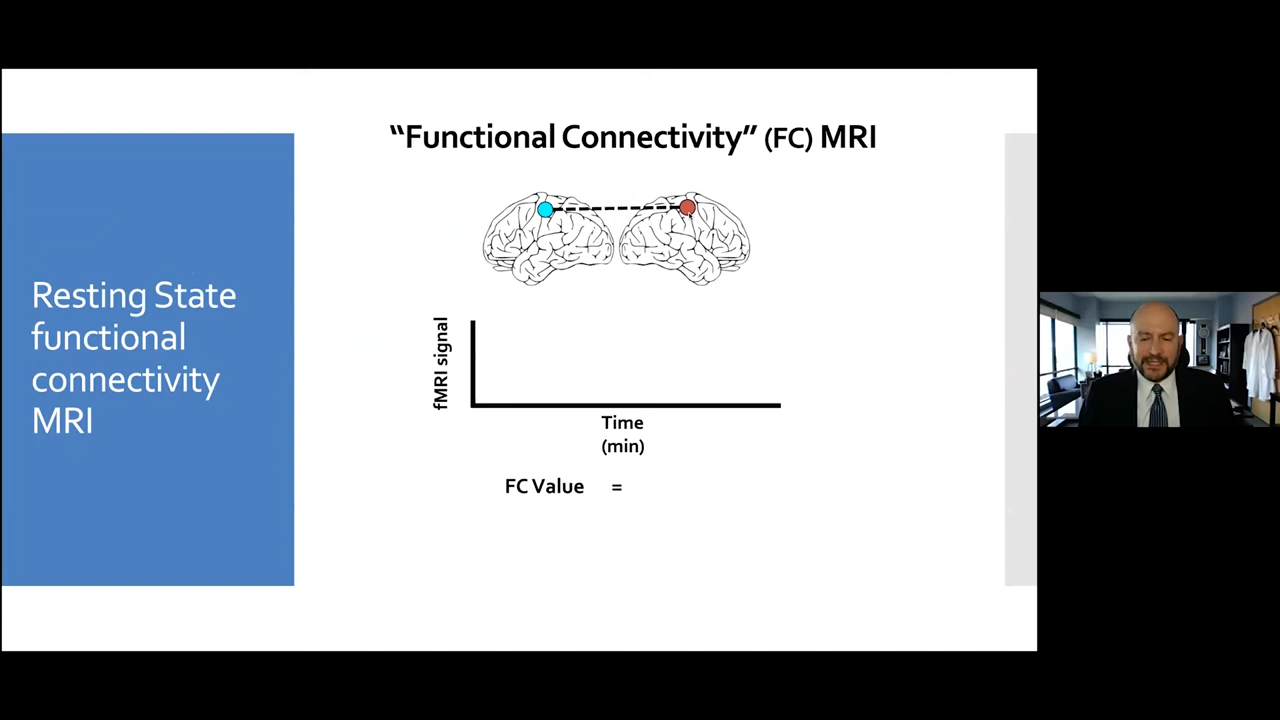 "Functional Connectivity" (FC) MRI
Resting State
functional
connectivity
MRI
fMRI signal
Time
(min)
FC Value =